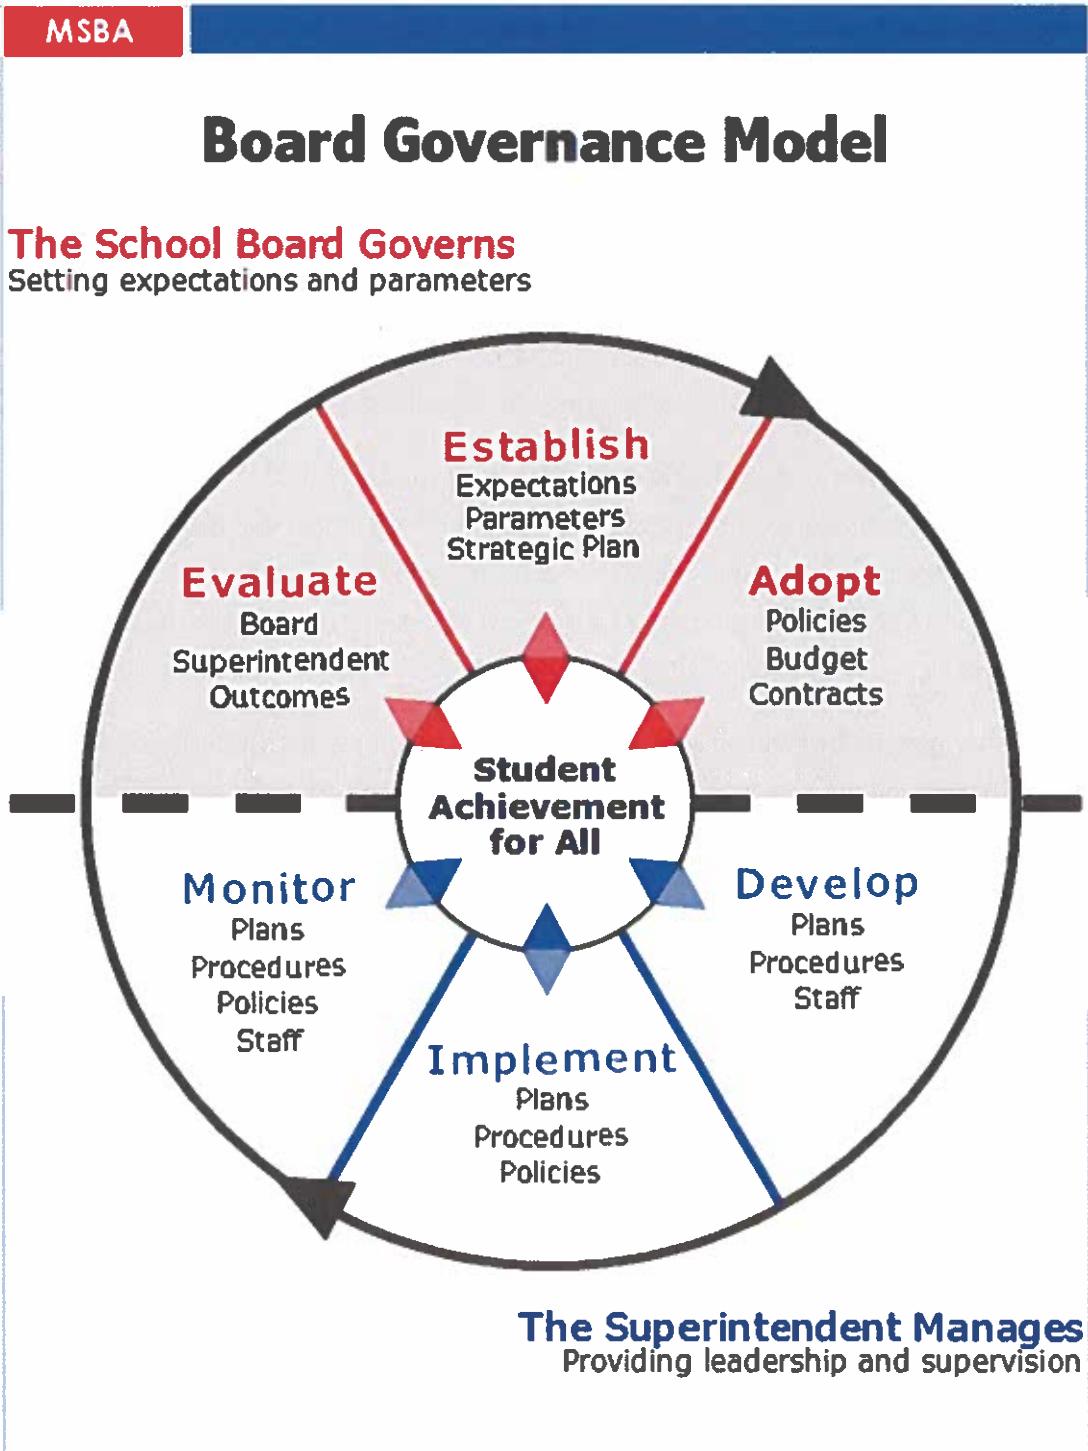 MSBA
Board Governance Model
The School Board Governs
Setting expectations and parameters
Establish
Expectations
Parameters
Strategic Plan
Evaluate
Board
Superintendent
Outcomes
Adopt
Policies
Budget
Contracts
Student
Achievement
for All
Monitor
Plans
Procedures
Policies
Staff
Develop
Plans
Procedures
Staff
Implement
Plans
Procedures
Policies
The Superintendent Manages
Providing leadership and supervision